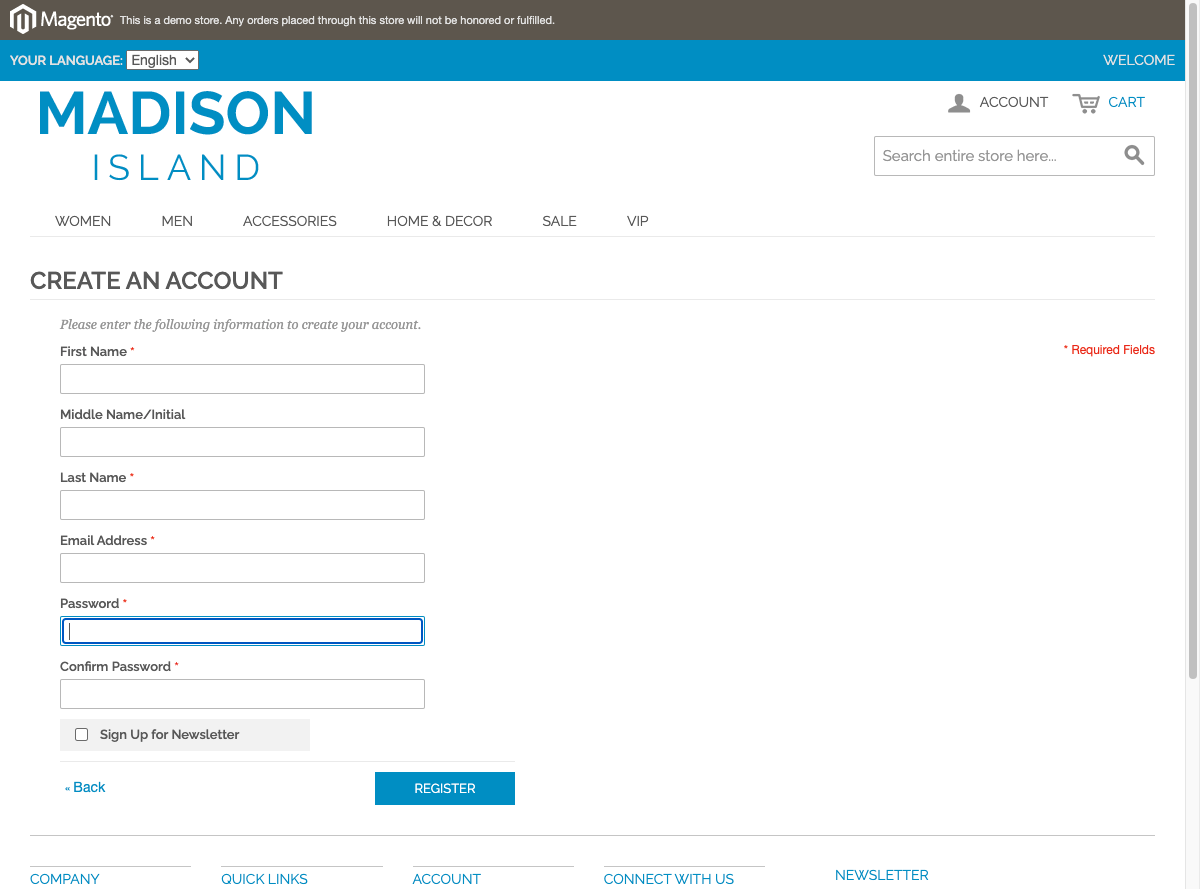 Magento This is a demo store. Any orders placed through this store will not be honored or fulfilled.
YOUR LANGUAGE: English WELCOME
MADISON
ISLAND
ACCOUNT CART
Search entire store here...
WOMEN MEN ACCESSORIES HOME & DECOR SALE VIP
CREATE AN ACCOUNT
Please enter the following information to create your account.
* Required Fields
First Name *
Middle Name/Initial
Last Name *
Email Address *
Password *
Confirm Password *
Sign Up for Newsletter
« Back REGISTER
COMPANY QUICK LINKS ACCOUNT CONNECT WITH US NEWSLETTER